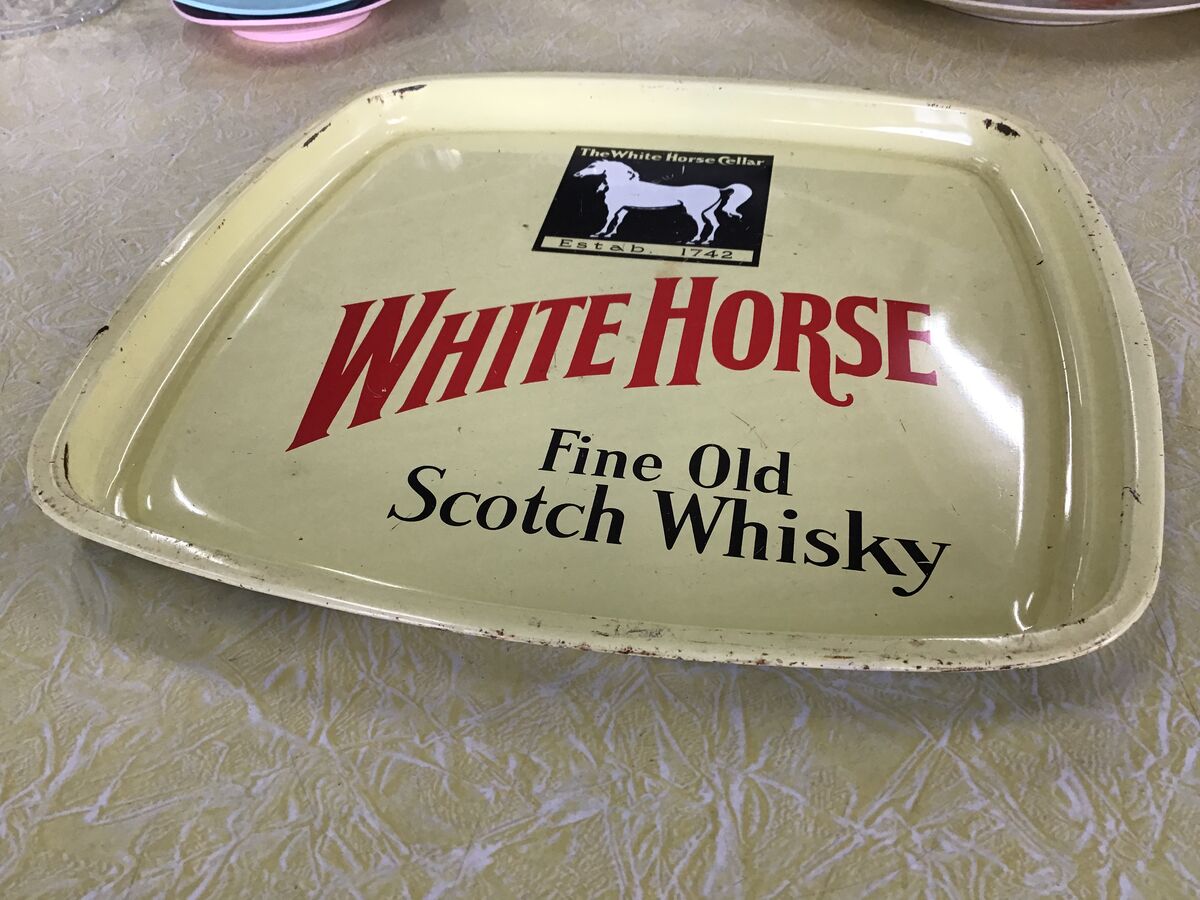 The White Horse Cellar
Estab. 1742
WHITE HORSE
Fine Old
Scotch Whisky